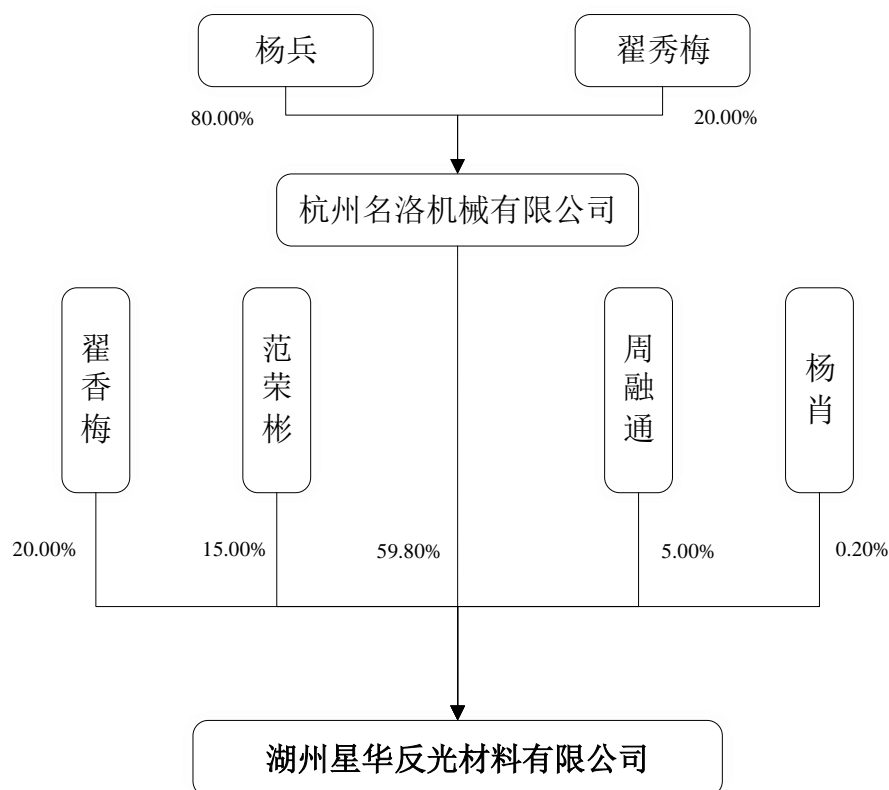 杨兵
翟秀梅
80.00%
20.00%
杭州名洛机械有限公司
翟香梅
范荣彬
周融通
杨肖
20.00%
15.00%
59.80%
5.00%
0.20%
湖州星华反光材料有限公司